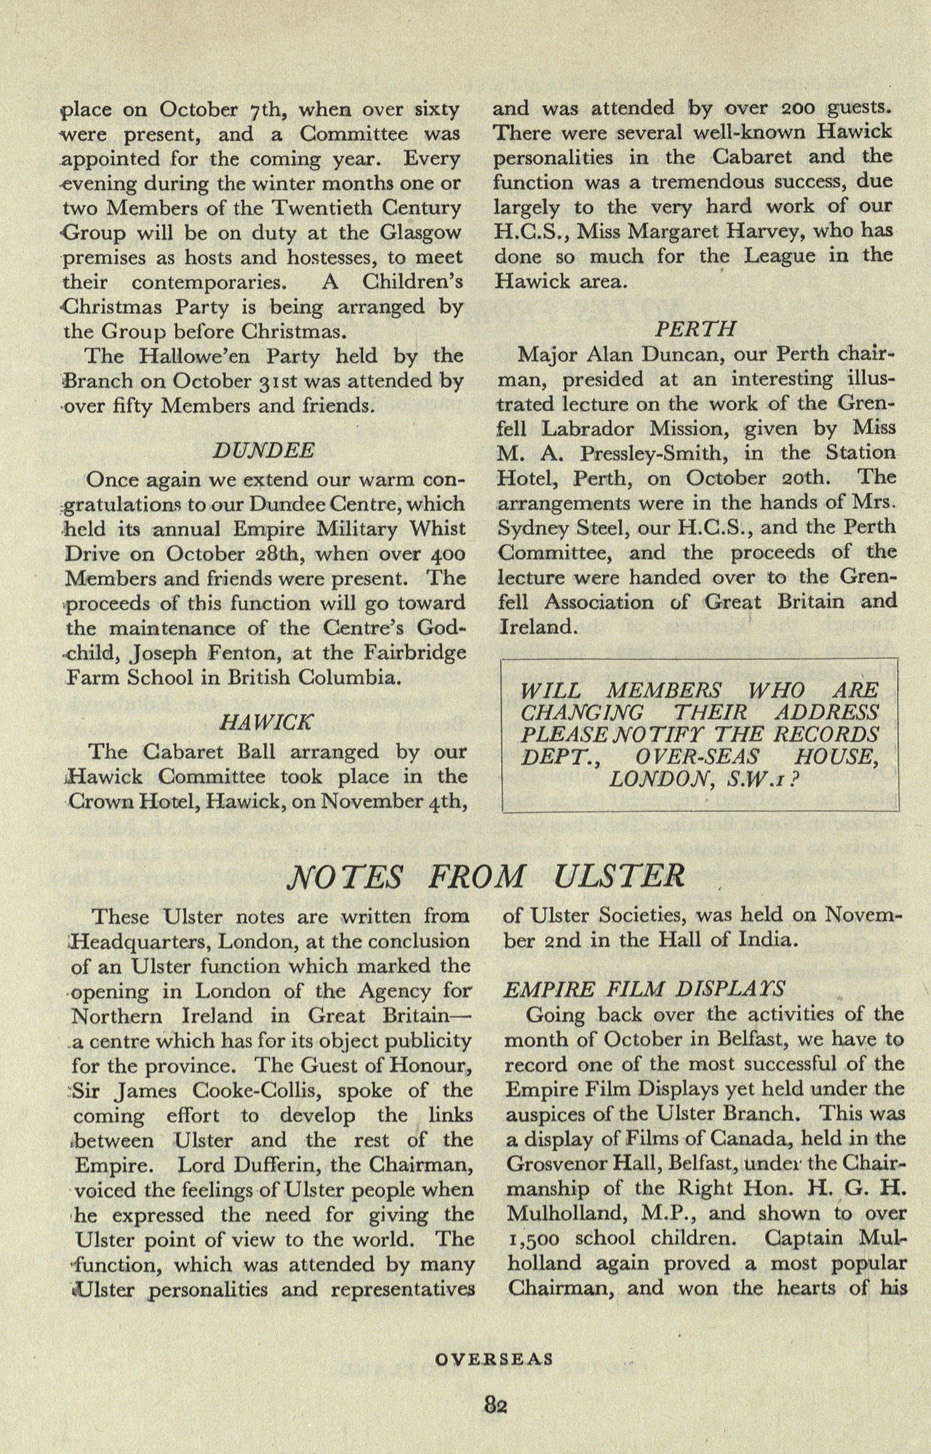 place on October 7th, when over sixty
were present, and a Committee was
appointed for the coming year. Every
evening during the winter months one or
two Members of the Twentieth Century
Group will be on duty at the Glasgow
premises as hosts and hostesses, to meet
their contemporaries. A Children's
Christmas Party is being arranged by
the Group before Christmas.
The Hallowe'en Party held by the
Branch on October 31st was attended by
over fifty Members and friends.
DUNDEE
Once again we extend our warm con-
gratulations to our Dundee Centre, which
held its annual Empire Military Whist
Drive on October 28th, when over 400
Members and friends were present. The
proceeds of this function will go toward
the maintenance of the Centre's God-
child, Joseph Fenton, at the Fairbridge
Farm School in British Columbia.
HAWICK
The Cabaret Ball arranged by our
Hawick Committee took place in the
Crown Hotel, Hawick, on November 4th,
and was attended by over 200 guests.
There were several well-known Hawick
personalities in the Cabaret and the
function was a tremendous success, due
largely to the very hard work of our
H.C.S., Miss Margaret Harvey, who has
done so much for the League in the
Hawick area.
PERTH
Major Alan Duncan, our Perth chair-
man, presided at an interesting illus-
trated lecture on the work of the Gren-
fell Labrador Mission, given by Miss
M. A. Pressley-Smith, in the Station
Hotel, Perth, on October 20th. The
arrangements were in the hands of Mrs.
Sydney Steel, our H.C.S., and the Perth
Committee, and the proceeds of the
lecture were handed over to the Gren-
fell Association of Great Britain and
Ireland.
WILL MEMBERS WHO ARE
CHANGING THEIR ADDRESS
PLEASE NOTIFY THE RECORDS
DEPT., OVER-SEAS HOUSE,
LONDON, S.W.1?
NOTES FROM ULSTER
These Ulster notes are written from
Headquarters, London, at the conclusion
of an Ulster function which marked the
opening in London of the Agency for
Northern Ireland in Great Britain—
a centre which has for its object publicity
for the province. The Guest of Honour,
Sir James Cooke-Collis, spoke of the
coming effort to develop the links
between Ulster and the rest of the
Empire. Lord Dufferin, the Chairman,
voiced the feelings of Ulster people when
he expressed the need for giving the
Ulster point of view to the world. The
function, which was attended by many
Ulster personalities and representatives
of Ulster Societies, was held on Novem-
ber 2nd in the Hall of India.
EMPIRE FILM DISPLAYS
Going back over the activities of the
month of October in Belfast, we have to
record one of the most successful of the
Empire Film Displays yet held under the
auspices of the Ulster Branch. This was
a display of Films of Canada, held in the
Grosvenor Hall, Belfast, under the Chair-
manship of the Right Hon. H. G. H.
Mulholland, M.P., and shown to over
1,500 school children. Captain Mul-
holland again proved a most popular
Chairman, and won the hearts of his
OVERSEAS
82